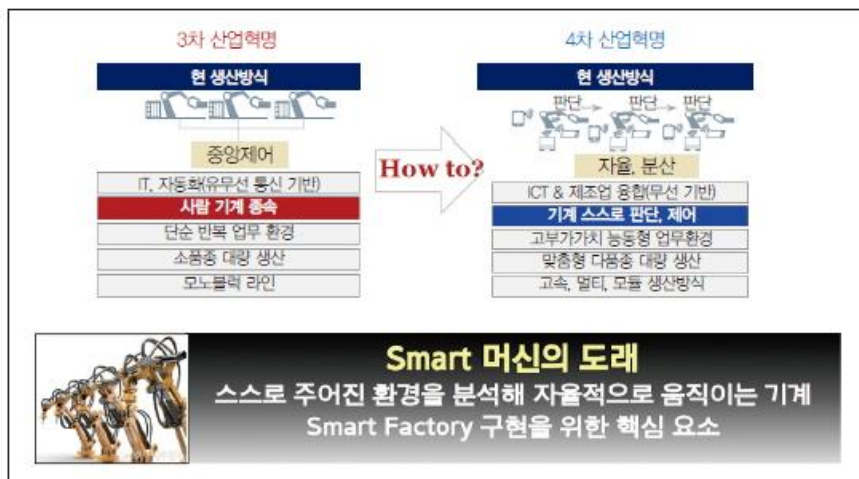 3차 산업혁명
현 생산방식
중앙제어
IT, 자동화(유무선 통신 기반)
사람 기계 종속
단순 반복 업무 환경
소품종 대량 생산
모노블럭 라인
How to?
4차 산업혁명
현 생산방식
판단 판단 판단
자율, 분산
ICT & 제조업 융합(무선 기반)
기계 스스로 판단, 제어
고부가가치 능동형 업무환경
맞춤형 다품종 대량 생산
고속, 멀티, 모듈 생산방식
Smart 머신의 도래
스스로 주어진 환경을 분석해 자율적으로 움직이는 기계
Smart Factory 구현을 위한 핵심 요소